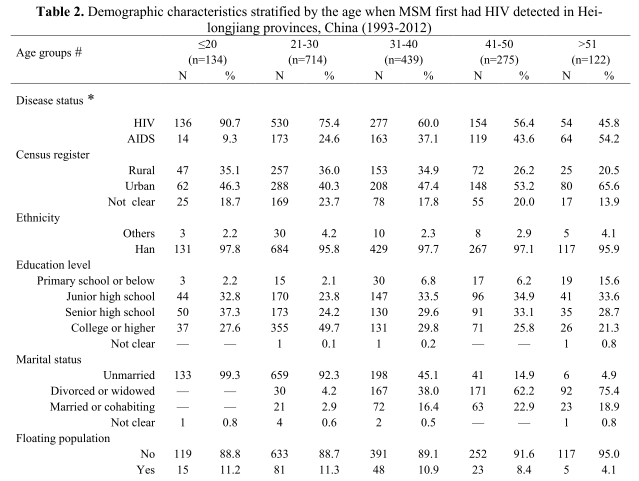 Table 2. Demographic characteristics stratified by the age when MSM first had HIV detected in Hei-
longjiang provinces, China (1993-2012)
Age groups # ≤20 21-30 31-40 41-50 >51
(n=134) (n=714) (n=439) (n=275) (n=122)
N % N % N % N % N %
Disease status *
HIV 136 90.7 530 75.4 277 60.0 154 56.4 54 45.8
AIDS 14 9.3 173 24.6 163 37.1 119 43.6 64 54.2
Census register
Rural 47 35.1 257 36.0 153 34.9 72 26.2 25 20.5
Urban 62 46.3 288 40.3 208 47.4 148 53.2 80 65.6
Not clear 25 18.7 169 23.7 78 17.8 55 20.0 17 13.9
Ethnicity
Others 3 2.2 30 4.2 10 2.3 8 2.9 5 4.1
Han 131 97.8 684 95.8 429 97.7 267 97.1 117 95.9
Education level
Primary school or below 3 2.2 15 2.1 30 6.8 17 6.2 19 15.6
Junior high school 44 32.8 170 23.8 147 33.5 96 34.9 41 33.6
Senior high school 50 37.3 173 24.2 130 29.6 91 33.1 35 28.7
College or higher 37 27.6 355 49.7 131 29.8 71 25.8 26 21.3
Not clear — — 1 0.1 1 0.2 — — 1 0.8
Marital status
Unmarried 133 99.3 659 92.3 198 45.1 41 14.9 6 4.9
Divorced or widowed — — 30 4.2 167 38.0 171 62.2 92 75.4
Married or cohabiting — — 21 2.9 72 16.4 63 22.9 23 18.9
Not clear 1 0.8 4 0.6 2 0.5 — — 1 0.8
Floating population
No 119 88.8 633 88.7 391 89.1 252 91.6 117 95.0
Yes 15 11.2 81 11.3 48 10.9 23 8.4 5 4.1